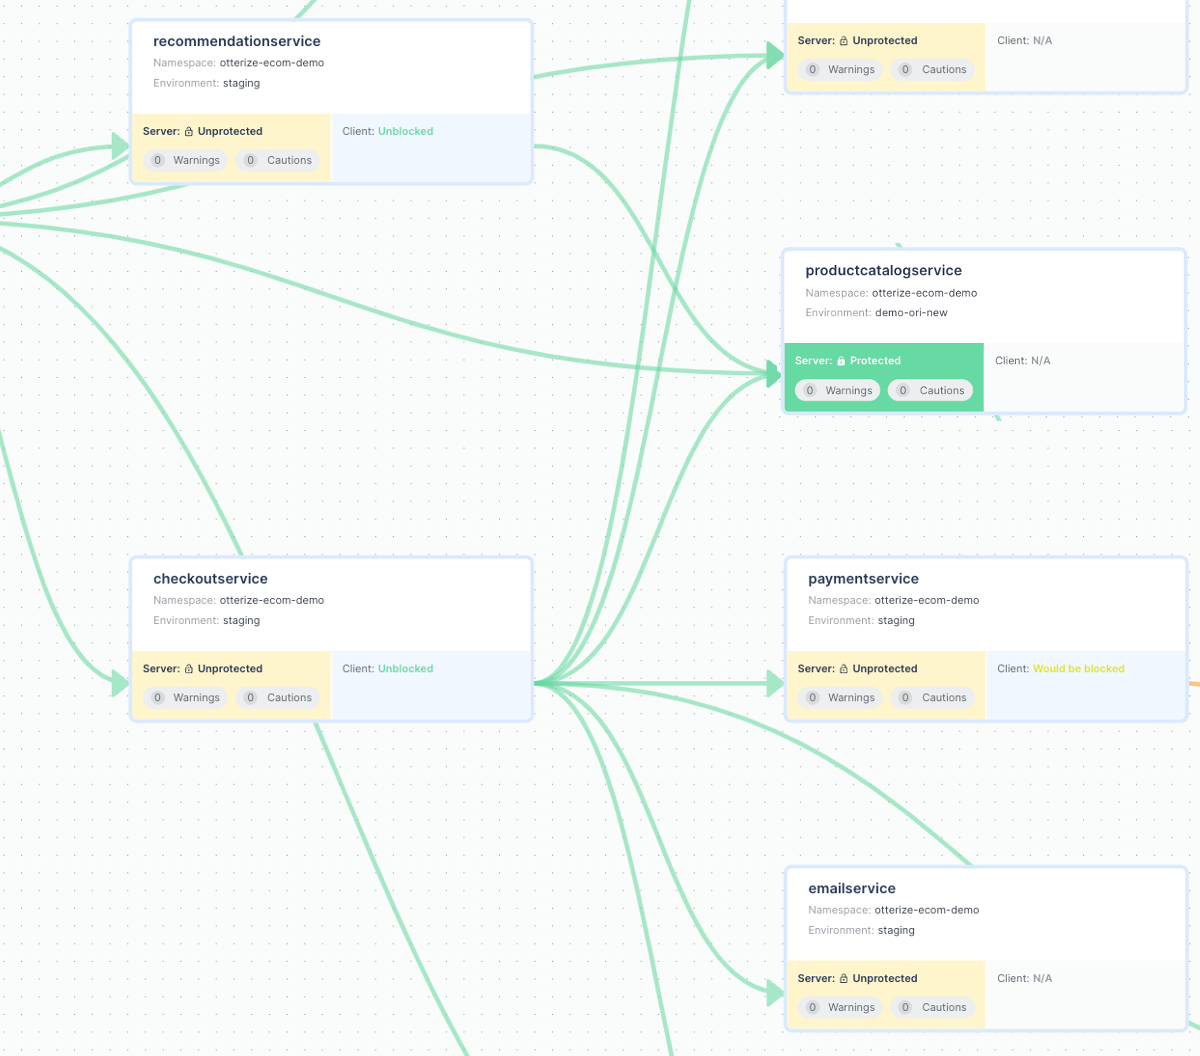 recommendationservice
Namespace: otterize-ecom-demo
Environment: staging
Server: Unprotected
0 Warnings 0 Cautions
Client: Unblocked
Server: Unprotected
0 Warnings 0 Cautions
Client: N/A
productcatalogservice
Namespace: otterize-ecom-demo
Environment: demo-ori-new
Server: Protected
0 Warnings 0 Cautions
Client: N/A
checkoutservice
Namespace: otterize-ecom-demo
Environment: staging
Server: Unprotected
0 Warnings 0 Cautions
Client: Unblocked
paymentservice
Namespace: otterize-ecom-demo
Environment: staging
Server: Unprotected
0 Warnings 0 Cautions
Client: Would be blocked
emailservice
Namespace: otterize-ecom-demo
Environment: staging
Server: Unprotected
0 Warnings 0 Cautions
Client: N/A